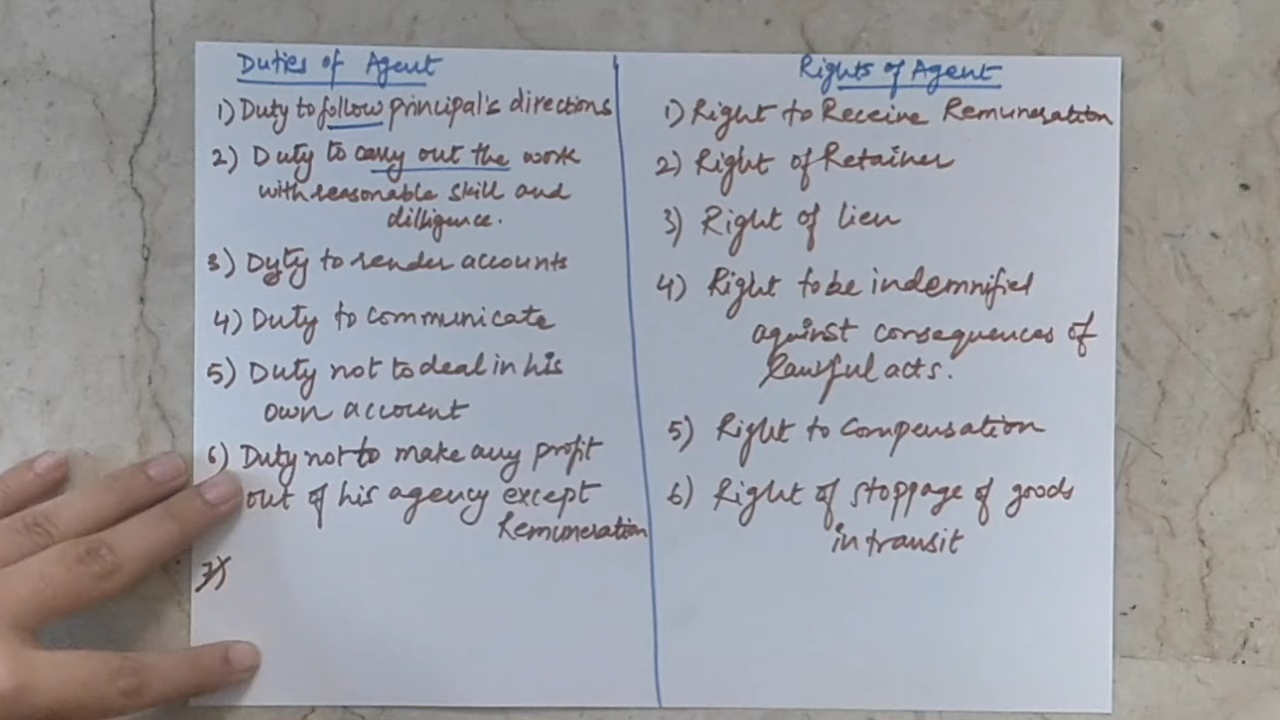 Duties of Agent
1) Duty to follow principal's directions
2) Duty to carry out the work
with reasonable skill and
dilligence.
3) Duty to render accounts
4) Duty to communicate
5) Duty not to deal in his
own account
6) Duty not to make any profit
out of his agency except
Remuneration
7)
Rights of Agent
1) Right to Receive Remuneration
2) Right of Retainer
3) Right of lien
4) Right to be indemnified
against consequences of
lawful acts.
5) Right to Compensation
6) Right of stoppage of goods
in transit